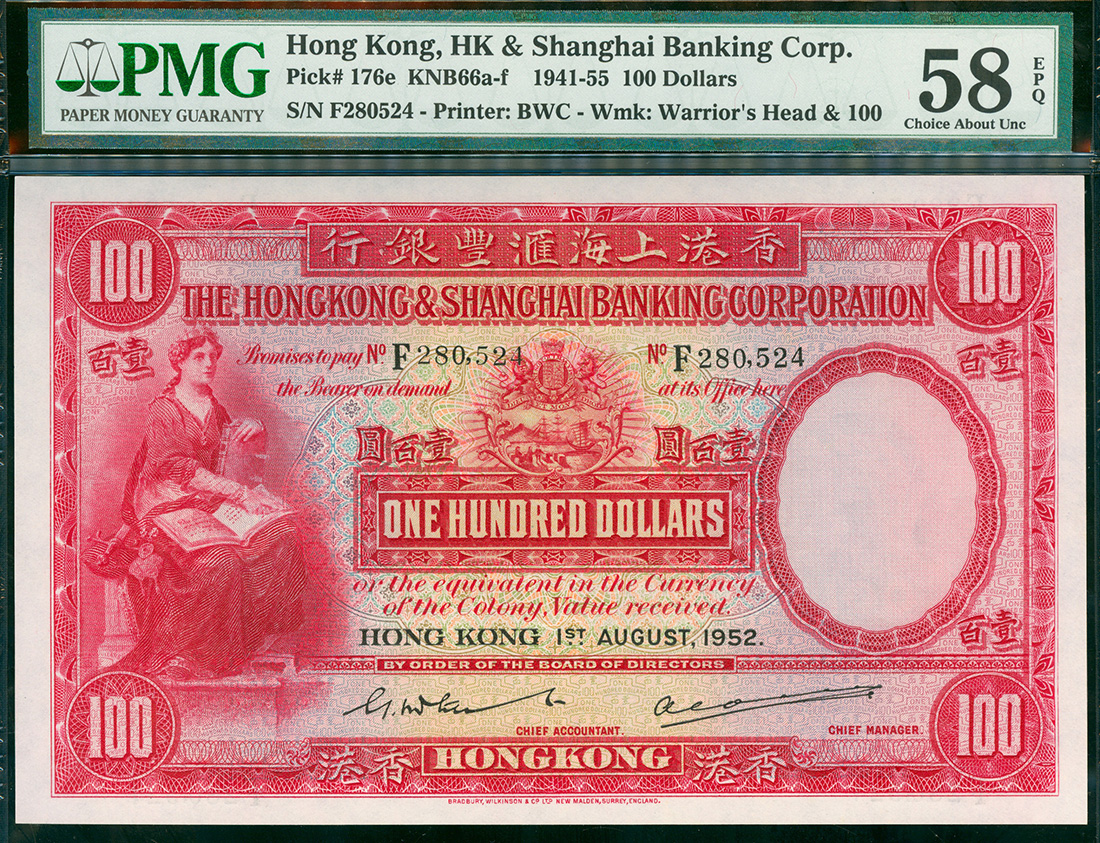 PMG
PAPER MONEY GUARANTY
Hong Kong, HK & Shanghai Banking Corp.
Pick# 176e KNB66a-f 1941-55 100 Dollars
S/N F280524 - Printer: BWC - Wmk: Warrior's Head & 100
58 EPQ
Choice About Unc
行銀豐滙海上港香
100 100
THE HONGKONG & SHANGHAI BANKING CORPORATION
百壹 Promises to pay Nº F 280,524 Nº F 280,524 百壹
the Bearer on demand at its Office here
圓百壹 圓百壹
ONE HUNDRED DOLLARS
or the equivalent in the Currency
of the Colony, Value received.
百壹
HONG KONG 1ST AUGUST, 1952.
BY ORDER OF THE BOARD OF DIRECTORS
CHIEF ACCOUNTANT. CHIEF MANAGER.
100 100
港香 HONGKONG 港香
BRADBURY, WILKINSON & Cº LTD NEW MALDEN, SURREY, ENGLAND.